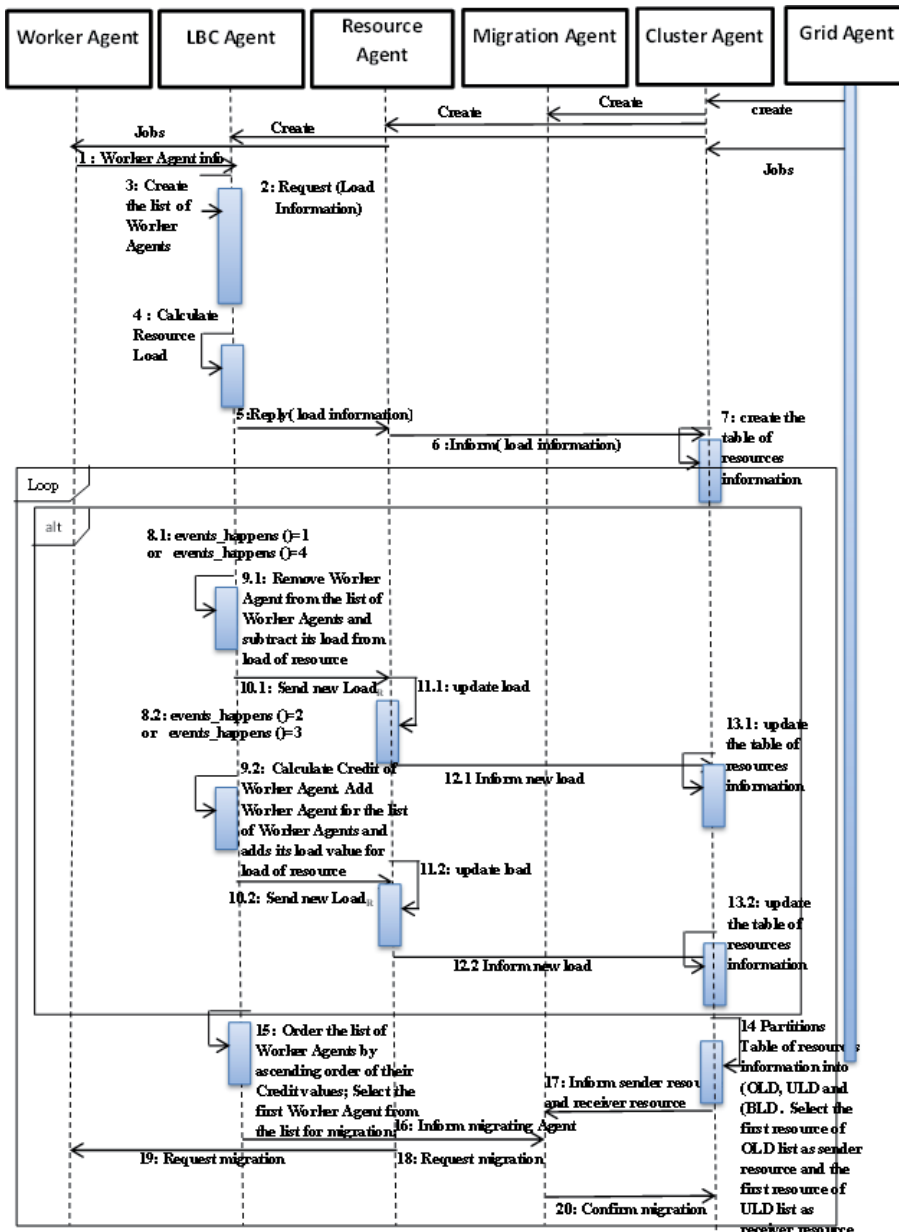 Worker Agent
LBC Agent
Resource
Agent
Migration Agent
Cluster Agent
Grid Agent
Create
create
Create
Create
Jobs
Jobs
1 : Worker Agent info
3: Create
the list of
Worker
Agents
2: Request (Load
Information)
4 : Calculate
Resource
Load
5:Reply( load information)
6 :Inform( load information)
7: create the
table of
resources
information
Loop
alt
8.1: events_happens ()=1
or events_happens ()=4
9.1: Remove Worker
Agent from the list of
Worker Agents and
subtract its load from
load of resource
10.1: Send new Load R
11.1: update load
8.2: events_happens ()=2
or events_happens ()=3
12.1 Inform new load
13.1: update
the table of
resources
information
9.2: Calculate Credit of
Worker Agent. Add
Worker Agent for the list
of Worker Agents and
adds its load value for
load of resource
10.2: Send new Load R
11.2: update load
12.2 Inform new load
13.2: update
the table of
resources
information
15: Order the list of
Worker Agents by
ascending order of their
Credit values; Select the
first Worker Agent from
the list for migration.
14 Partitions
Table of resources
information into
(OLD, ULD and
(BLD . Select the
first resource of
OLD list as sender
resource and the
first resource of
ULD list as
receiver resource
17: Inform sender resou
and receiver resource
16: Inform migrating Agent
18: Request migration
19: Request migration
20: Confirm migration